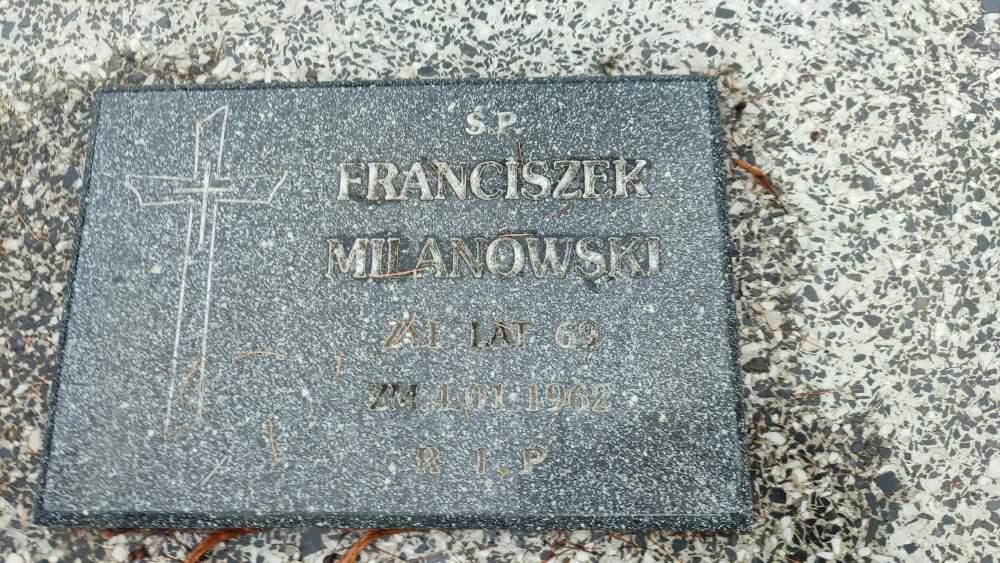 Ś.P.
FRANCISZEK
MILANOWSKI
ŻYŁ LAT 69
ZM. 4.01.1962
R.I.P.